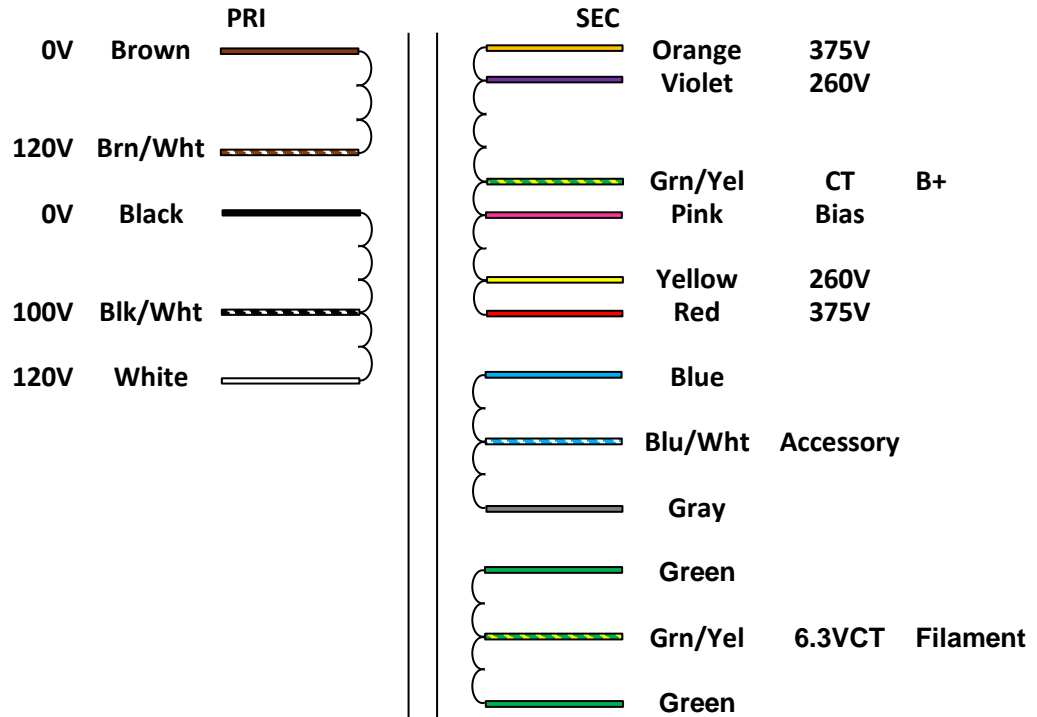 PRI SEC
0V Brown Orange 375V
Violet 260V
120V Brn/Wht
Grn/Yel CT B+
0V Black Pink Bias
Yellow 260V
100V Blk/Wht Red 375V
120V White Blue
Blu/Wht Accessory
Gray
Green
Grn/Yel 6.3VCT Filament
Green